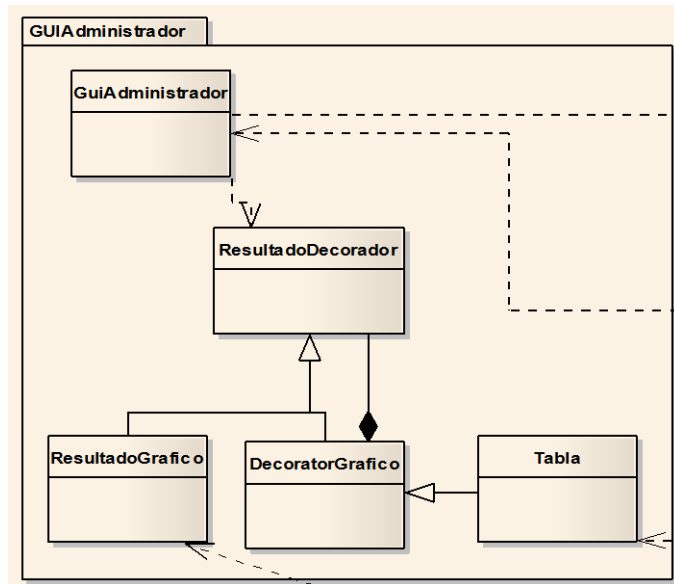 GUIAdministrador
GuiAdministrador
ResultadoDecorador
ResultadoGrafico
DecoratorGrafico
Tabla